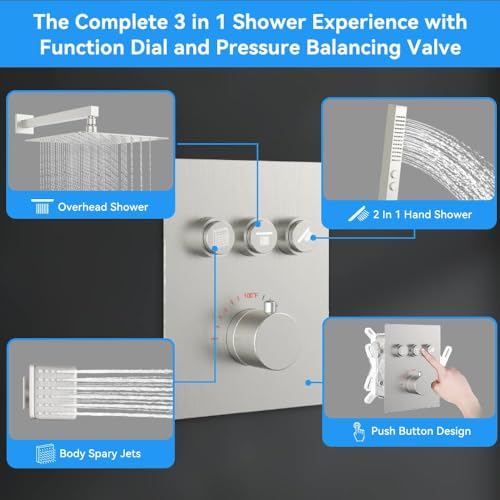 The Complete 3 in 1 Shower Experience with
Function Dial and Pressure Balancing Valve
Overhead Shower
2 In 1 Hand Shower
100°F
Body Spary Jets
Push Button Design